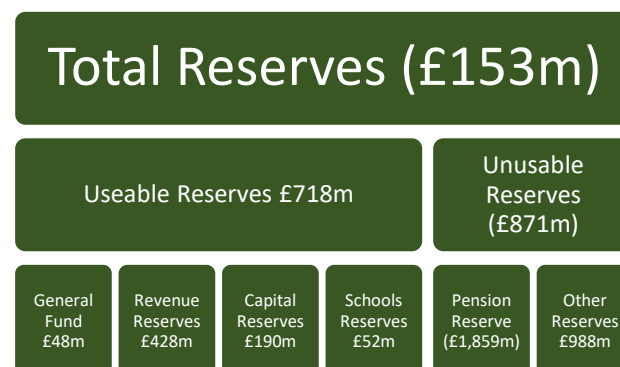 Total Reserves (£153m)
Useable Reserves £718m
Unusable
Reserves
(£871m)
General
Fund
£48m
Revenue
Reserves
£428m
Capital
Reserves
£190m
Schools
Reserves
£52m
Pension
Reserve
(£1,859m)
Other
Reserves
£988m